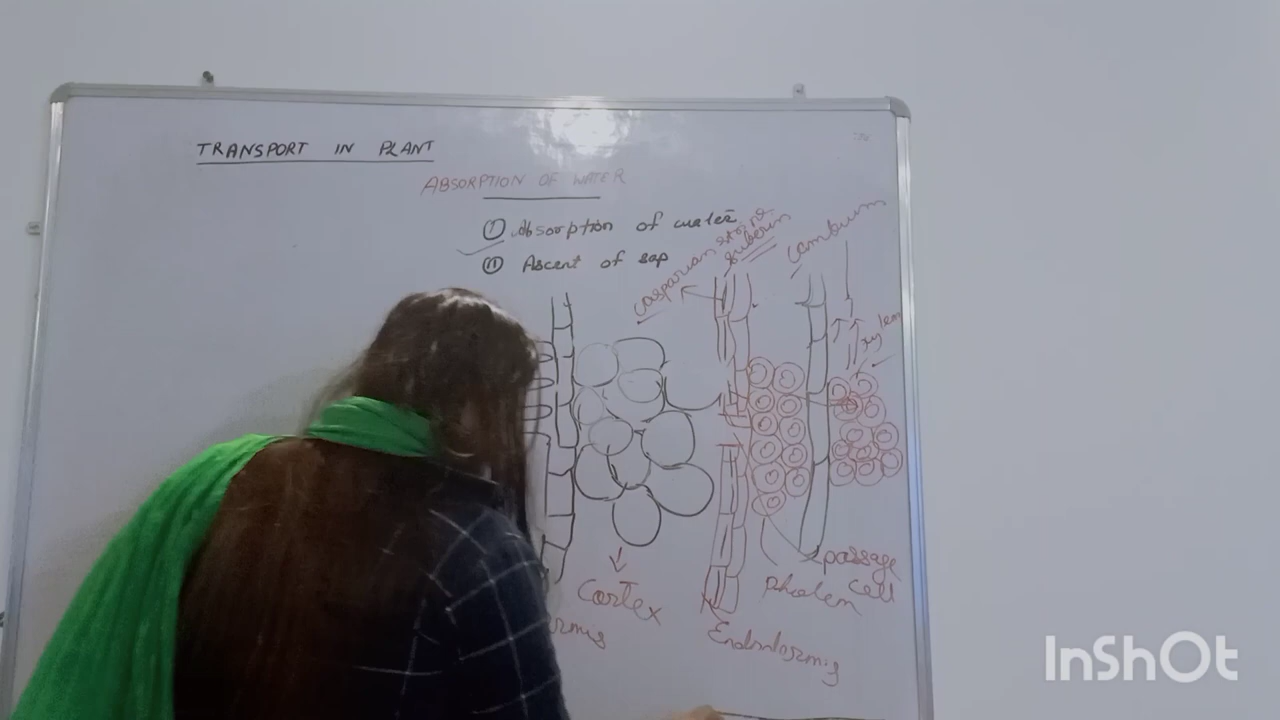 TRANSPORT IN PLANT
ABSORPTION OF WATER
I Absorption of water
II Ascent of sap
Casparian
Suberin
Cambium
xylem
passage
cell
Phloem
Cortex
ermis
Endodermis
InShOt